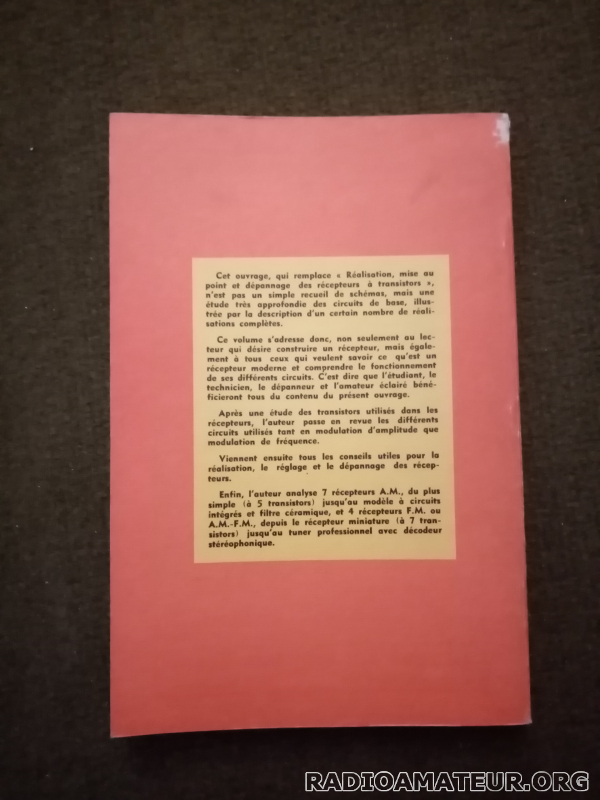 Cet ouvrage, qui remplace « Réalisation, mise au
point et dépannage des récepteurs à transistors »,
n'est pas un simple recueil de schémas, mais une
étude très approfondie des circuits de base, illus-
trée par la description d'un certain nombre de réali-
sations complètes.
Ce volume s'adresse donc, non seulement au lec-
teur qui désire construire un récepteur, mais égale-
ment à tous ceux qui veulent savoir ce qu'est un
récepteur moderne et comprendre le fonctionnement
de ses différents circuits. C'est dire que l'étudiant, le
technicien, le dépanneur et l'amateur éclairé béné-
ficieront tous du contenu du présent ouvrage.
Après une étude des transistors utilisés dans les
récepteurs, l'auteur passe en revue les différents
circuits utilisés tant en modulation d'amplitude que
modulation de fréquence.
Viennent ensuite tous les conseils utiles pour la
réalisation, le réglage et le dépannage des récep-
teurs.
Enfin, l'auteur analyse 7 récepteurs A.M., du plus
simple (à 5 transistors) jusqu'au modèle à circuits
intégrés et filtre céramique, et 4 récepteurs F.M. ou
A.M.-F.M., depuis le récepteur miniature (à 7 tran-
sistors) jusqu'au tuner professionnel avec décodeur
stéréophonique.
RADIOAMATEUR.ORG